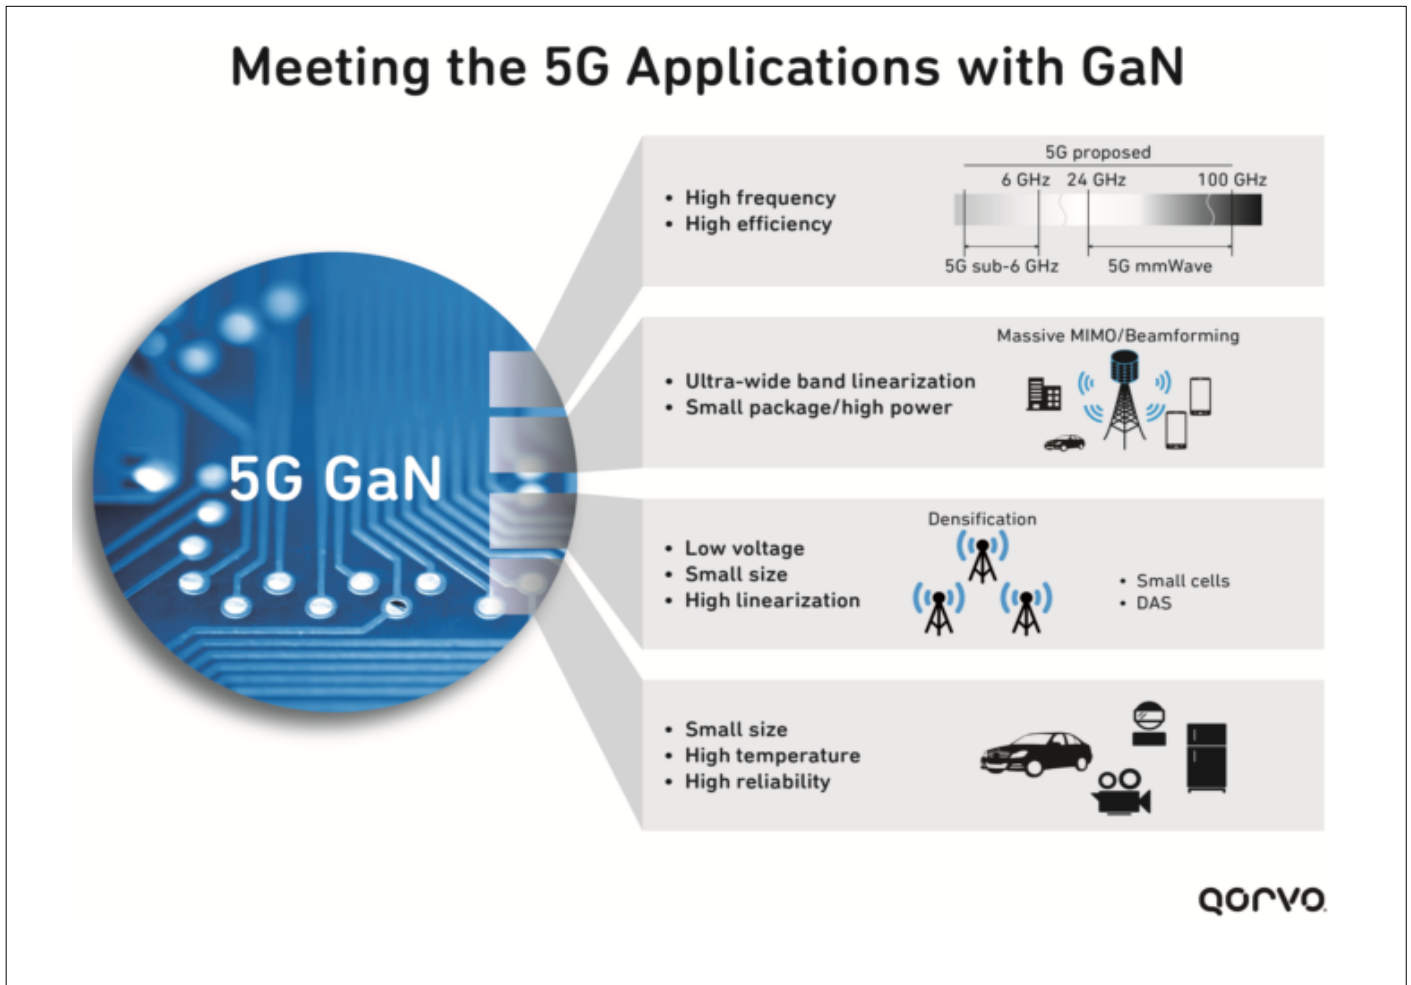 Meeting the 5G Applications with GaN
5G GaN
• High frequency
• High efficiency
5G proposed
6 GHz 24 GHz 100 GHz
5G sub-6 GHz 5G mmWave
• Ultra-wide band linearization
• Small package/high power
Massive MIMO/Beamforming
• Low voltage
• Small size
• High linearization
Densification
• Small cells
• DAS
• Small size
• High temperature
• High reliability
QORVO